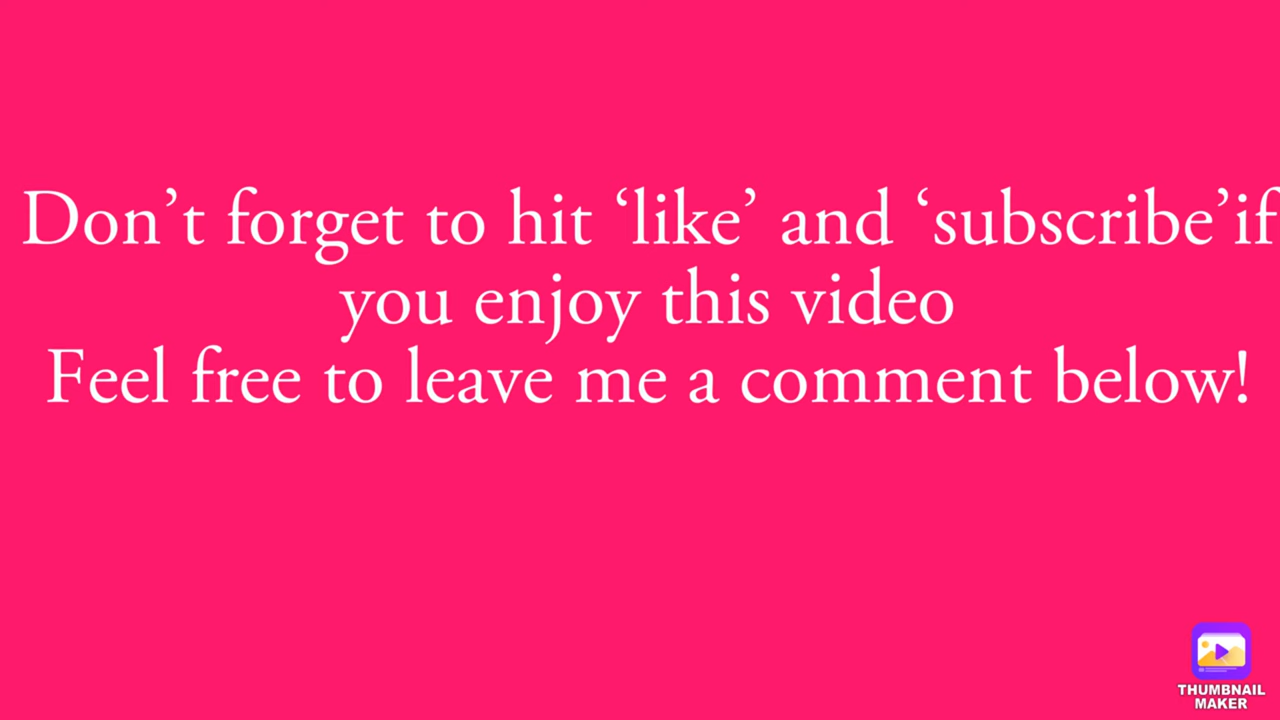 Don’t forget to hit ‘like’ and ‘subscribe’if
you enjoy this video
Feel free to leave me a comment below!
THUMBNAIL
MAKER